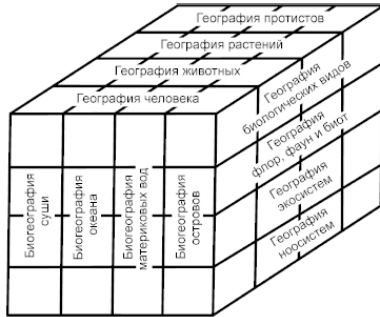 География протистов
География растений
География животных
География человека
География
биологических видов
География
флор, фаун и биот
География
экосистем
География
ноосистем
Биогеография
суши
Биогеография
океана
Биогеография
материковых вод
Биогеография
островов